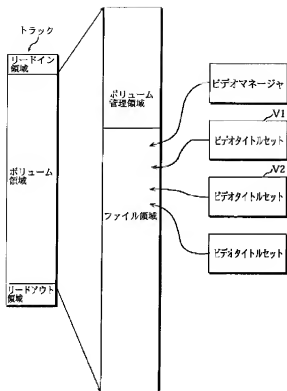 トラック
リードイン
領域
ボリューム
領域
リードアウト
領域
ボリューム
管理領域
ファイル領域
ビデオマネージャ
V1
ビデオタイトルセット
V2
ビデオタイトルセット
ビデオタイトルセット